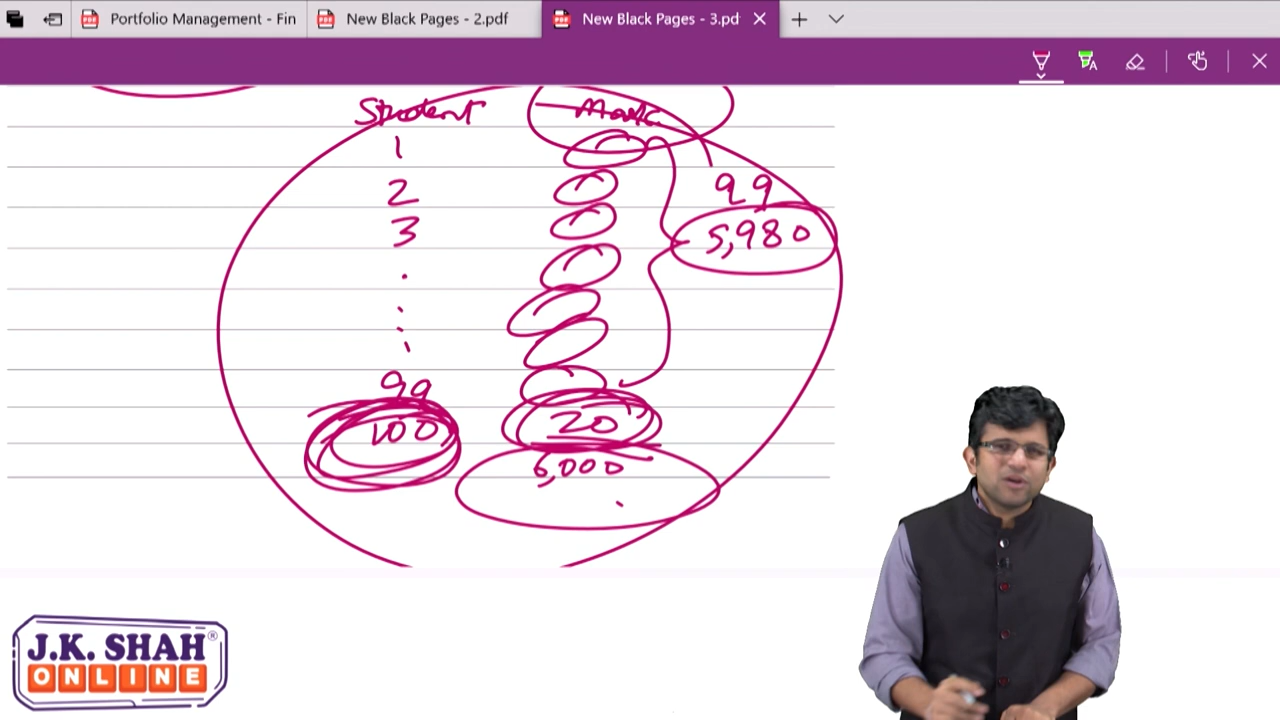 Portfolio Management - Fin
New Black Pages - 2.pdf
New Black Pages - 3.pd
Student
Marks
1
2
3
99
5,980
99
100
20
6,000
J.K. SHAH®
ONLINE